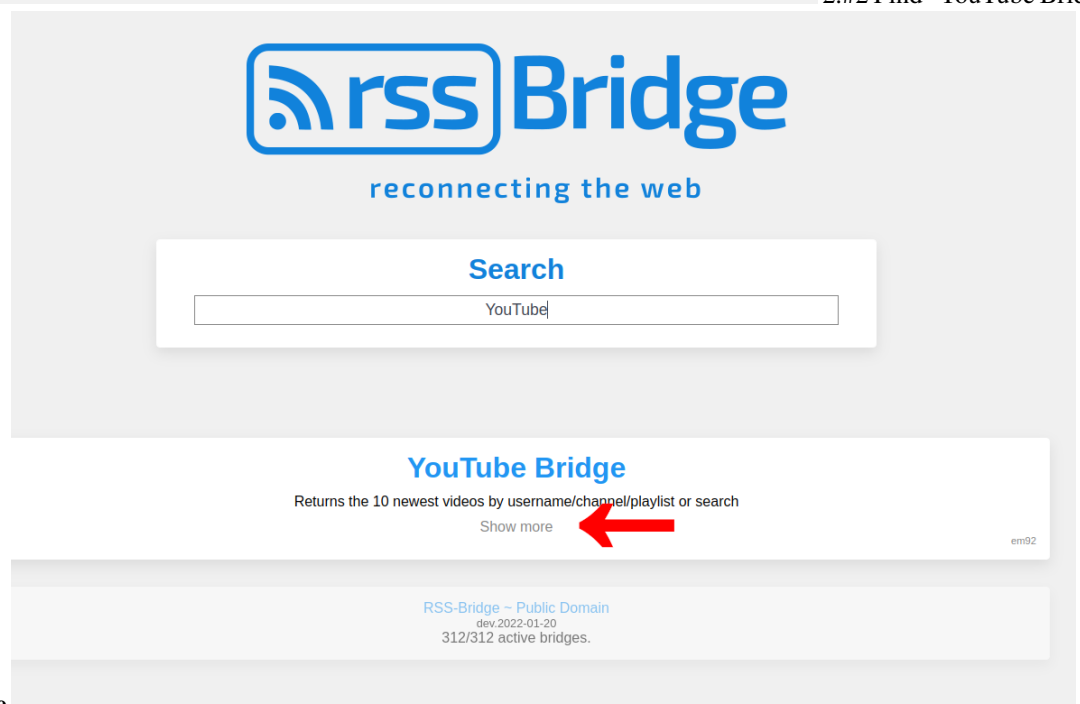 rss Bridge
reconnecting the web
Search
YouTube
YouTube Bridge
Returns the 10 newest videos by username/channel/playlist or search
Show more
em92
RSS-Bridge ~ Public Domain
dev.2022-01-20
312/312 active bridges.